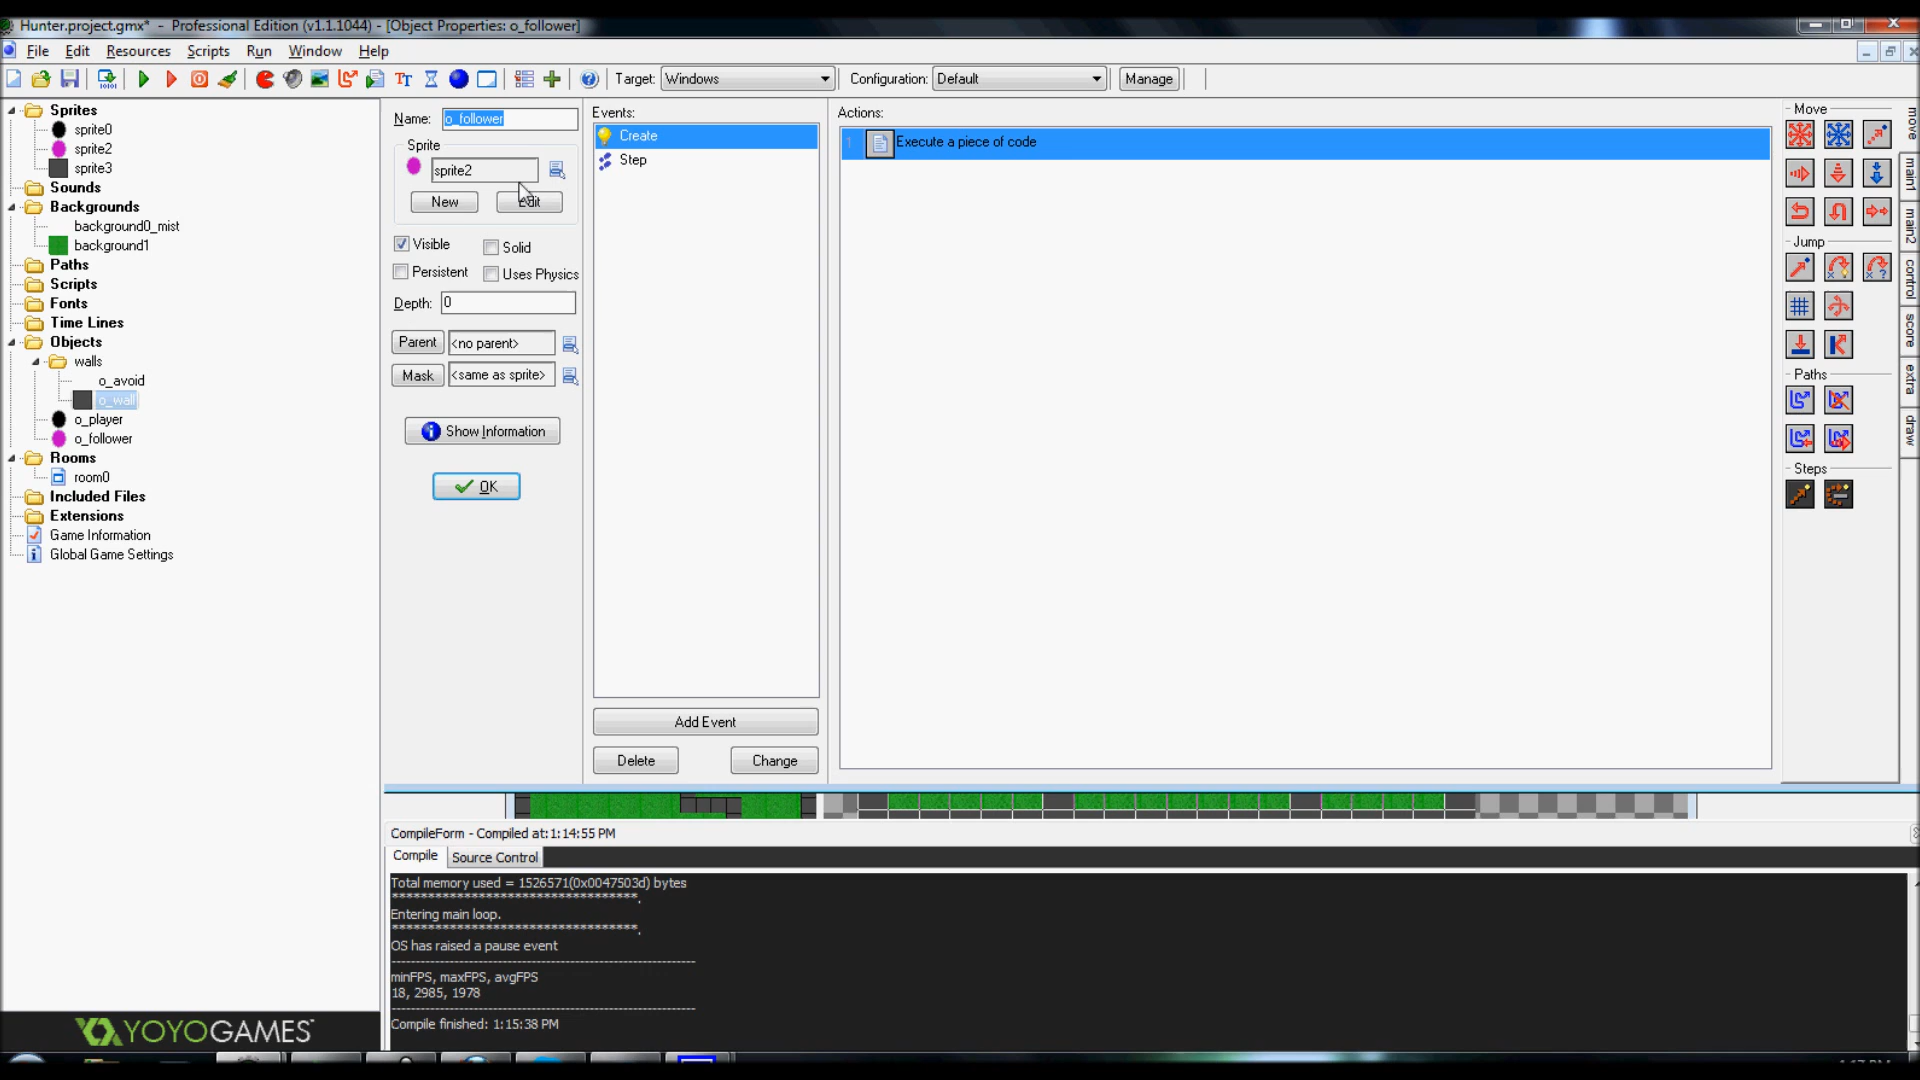 Hunter.project.gmx* - Professional Edition (v1.1.1044) - [Object Properties: o_follower]
File Edit Resources Scripts Run Window Help
Target: Windows Configuration: Default Manage
Sprites
sprite0
sprite2
sprite3
Sounds
Backgrounds
background0_mist
background1
Paths
Scripts
Fonts
Time Lines
Objects
walls
o_avoid
o_wall
o_player
o_follower
Rooms
room0
Included Files
Extensions
Game Information
Global Game Settings
YOYOGAMES™
Name: o_follower
Sprite
sprite2
New Edit
Visible Solid
Persistent Uses Physics
Depth: 0
Parent <no parent>
Mask <same as sprite>
Show Information
OK
Events:
Create
Step
Add Event
Delete Change
Actions:
1 Execute a piece of code
Move
Jump
Paths
Steps
move
main1
main2
control
score
extra
draw
CompileForm - Compiled at: 1:14:55 PM
Compile Source Control
Total memory used = 1526571(0x0047503d) bytes
***********************************.
Entering main loop.
***********************************.
OS has raised a pause event
-------------------------------------------------------------
minFPS, maxFPS, avgFPS
18, 2985, 1978
-------------------------------------------------------------
Compile finished: 1:15:38 PM